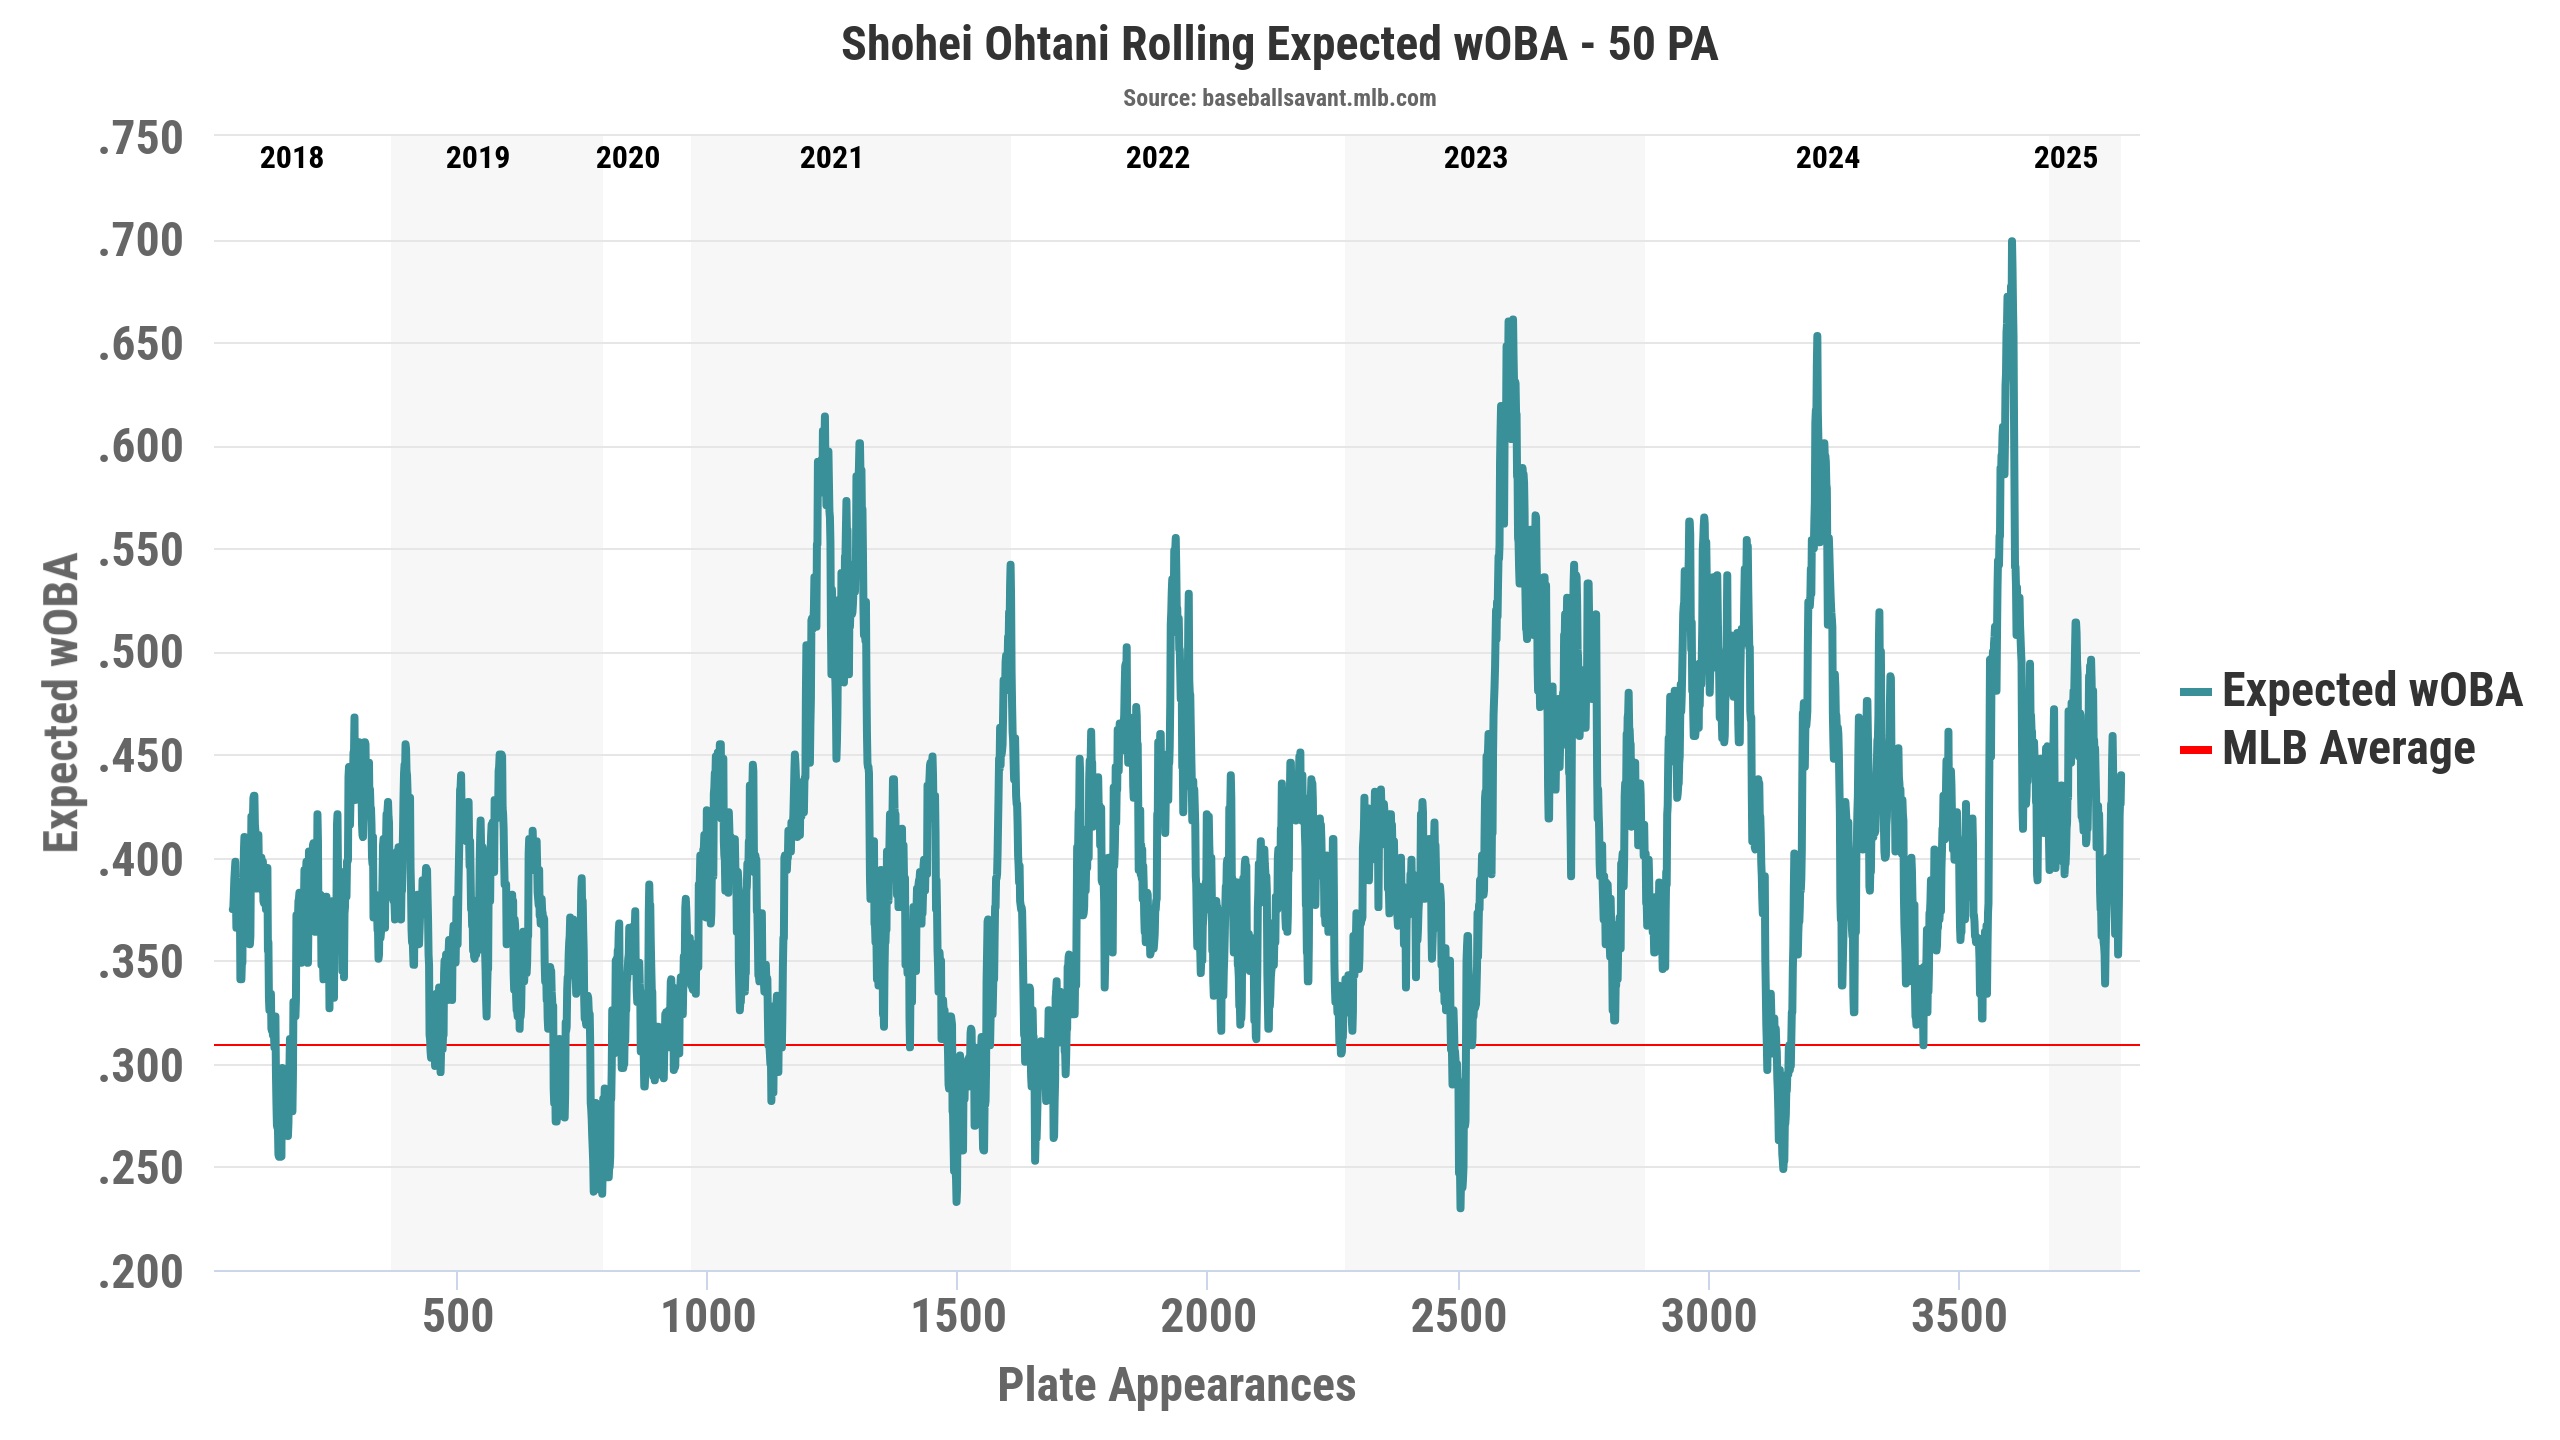 Shohei Ohtani Rolling Expected wOBA - 50 PA
Source: baseballsavant.mlb.com
.750
2018 2019 2020 2021 2022 2023 2024 2025
.700
.650
.600
.550
.500
.450
.400
.350
.300
.250
.200
Expected wOBA
Expected wOBA
MLB Average
500 1000 1500 2000 2500 3000 3500
Plate Appearances